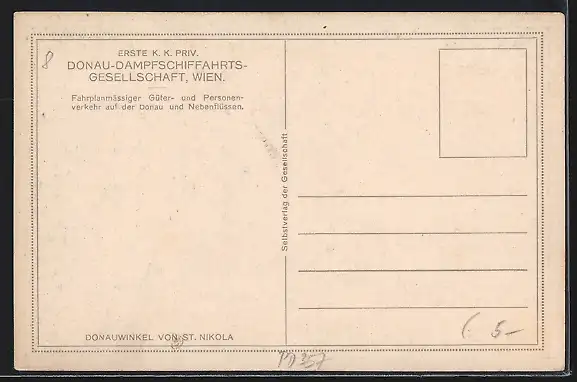 8
ERSTE K. K. PRIV.
DONAU-DAMPFSCHIFFAHRTS-
GESELLSCHAFT, WIEN.
Fahrplanmässiger Güter- und Personen-
verkehr auf der Donau und Nebenflüssen.
Selbstverlag der Gesellschaft
DONAUWINKEL VON ST. NIKOLA
5-